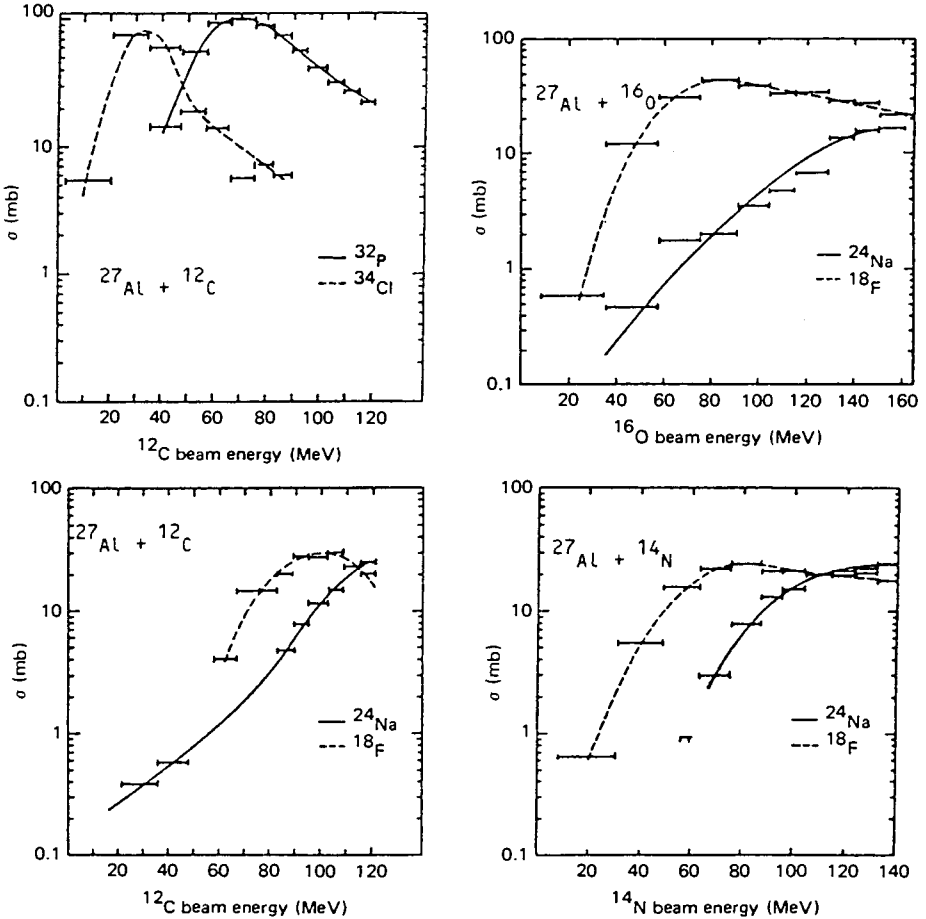 100
10
1
0.1
σ (mb)
27Al + 12C
32P
34Cl
20 40 60 80 100 120
12C beam energy (MeV)
100
10
1
0.1
σ (mb)
27Al + 16O
24Na
18F
20 40 60 80 100 120 140 160
16O beam energy (MeV)
100
10
1
0.1
σ (mb)
27Al + 12C
24Na
18F
20 40 60 80 100 120
12C beam energy (MeV)
100
10
1
0.1
σ (mb)
27Al + 14N
24Na
18F
20 40 60 80 100 120 140
14N beam energy (MeV)